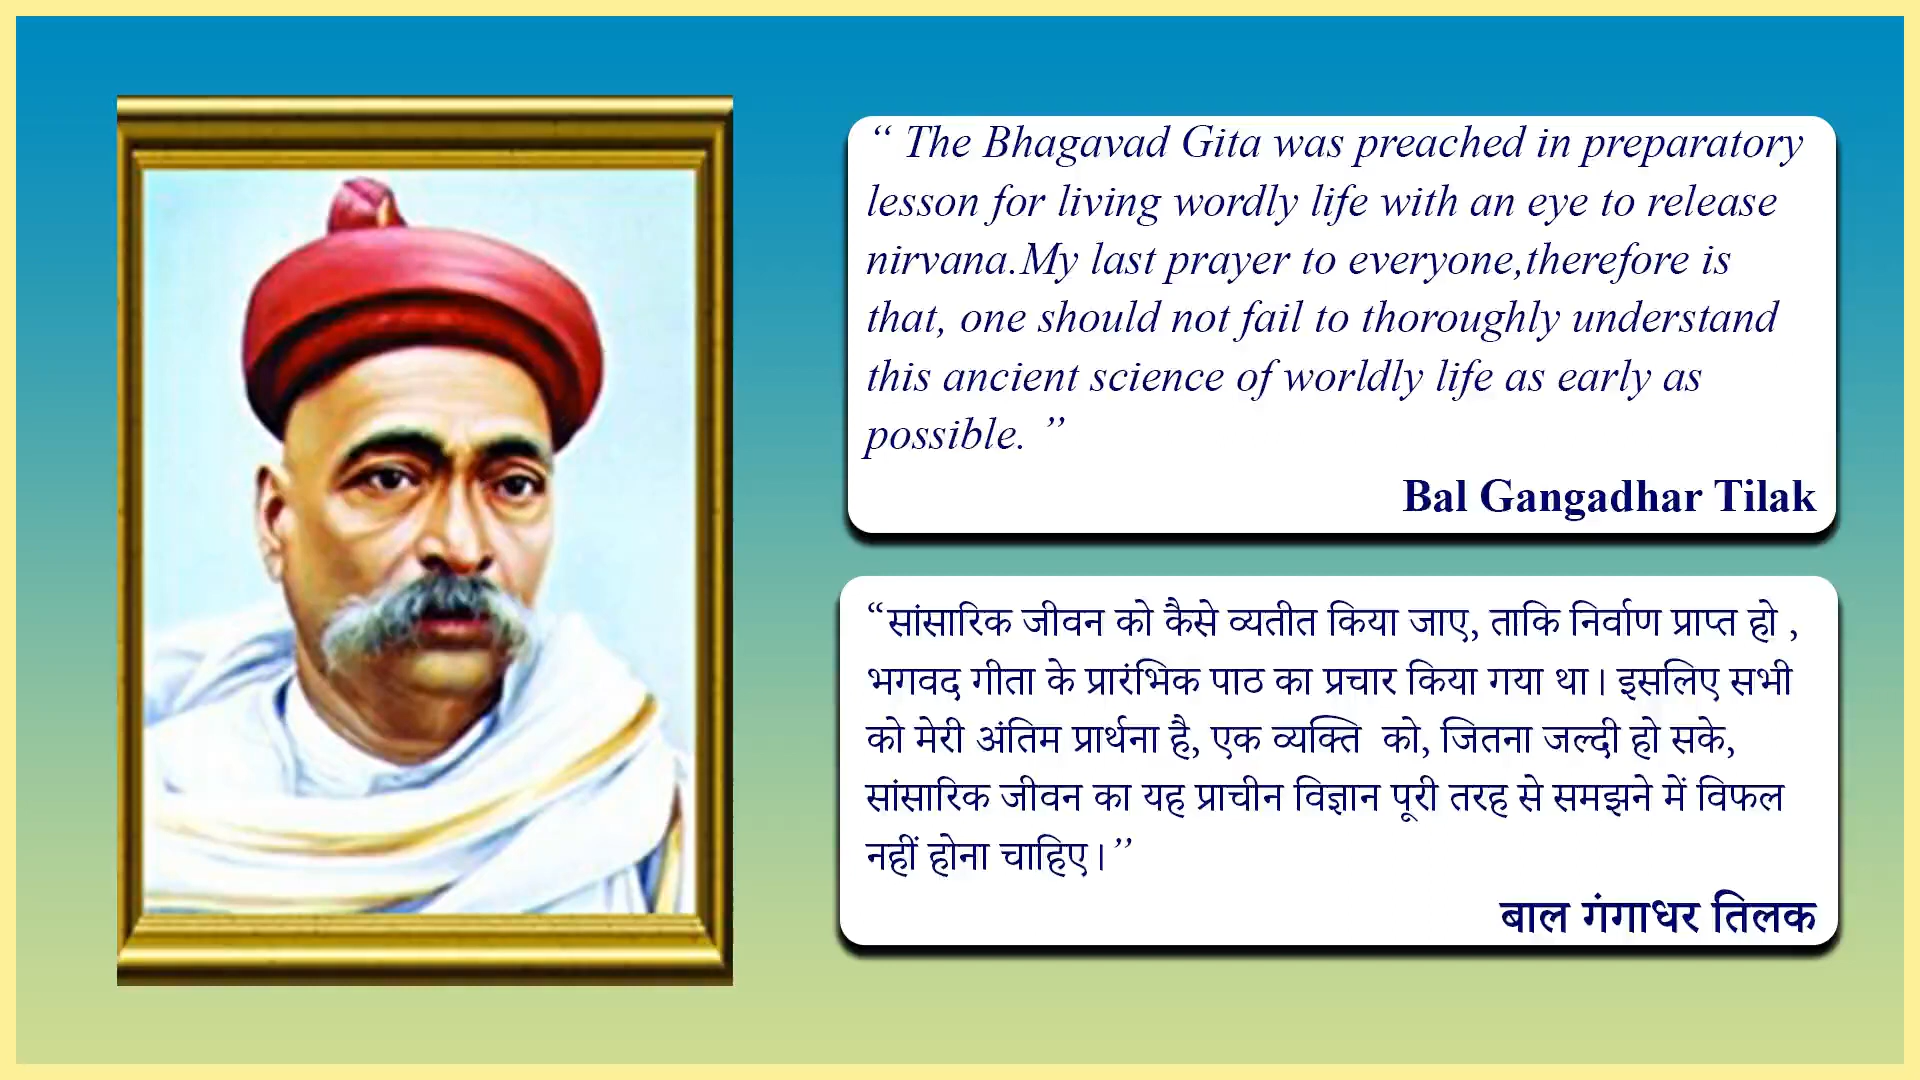 “ The Bhagavad Gita was preached in preparatory
lesson for living wordly life with an eye to release
nirvana.My last prayer to everyone,therefore is
that, one should not fail to thoroughly understand
this ancient science of worldly life as early as
possible. ”
Bal Gangadhar Tilak
“सांसारिक जीवन को कैसे व्यतीत किया जाए, ताकि निर्वाण प्राप्त हो ,
भगवद गीता के प्रारंभिक पाठ का प्रचार किया गया था। इसलिए सभी
को मेरी अंतिम प्रार्थना है, एक व्यक्ति को, जितना जल्दी हो सके,
सांसारिक जीवन का यह प्राचीन विज्ञान पूरी तरह से समझने में विफल
नहीं होना चाहिए।”
बाल गंगाधर तिलक